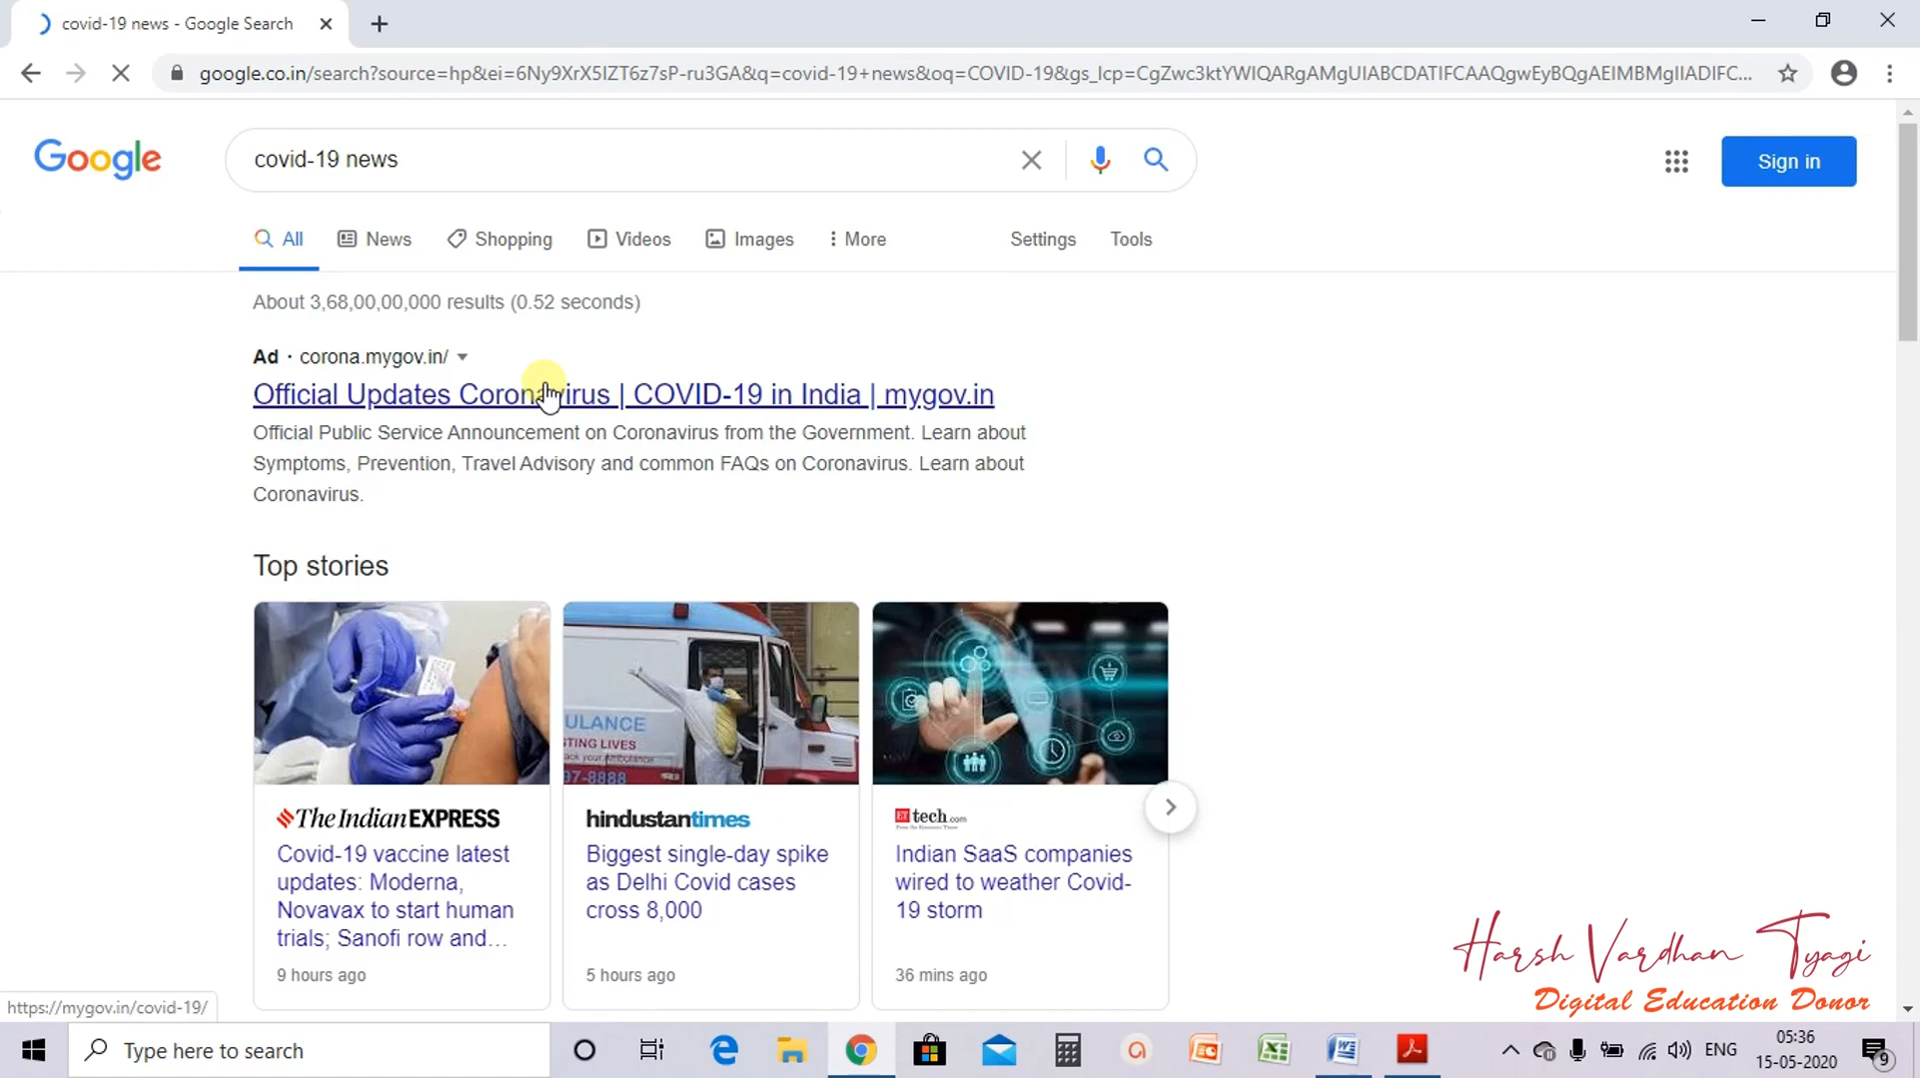 covid-19 news - Google Search
google.co.in/search?source=hp&ei=6Ny9XrX5IZT6z7sP-ru3GA&q=covid-19+news&oq=COVID-19&gs_lcp=CgZwc3ktYWIQARgAMgUIABCDATIFCAAQgwEyBQgAEIMBMgIIADIFC...
Google
covid-19 news
Sign in
All News Shopping Videos Images More Settings Tools
About 3,68,00,00,000 results (0.52 seconds)
Ad · corona.mygov.in/
Official Updates Coronavirus | COVID-19 in India | mygov.in
Official Public Service Announcement on Coronavirus from the Government. Learn about
Symptoms, Prevention, Travel Advisory and common FAQs on Coronavirus. Learn about
Coronavirus.
Top stories
ULANCE
STING LIVES
97-8888
The Indian EXPRESS
Covid-19 vaccine latest
updates: Moderna,
Novavax to start human
trials; Sanofi row and...
9 hours ago
hindustantimes
Biggest single-day spike
as Delhi Covid cases
cross 8,000
5 hours ago
ET tech.com
Indian SaaS companies
wired to weather Covid-
19 storm
36 mins ago
Harsh Vardhan Tyagi
Digital Education Donor
https://mygov.in/covid-19/
Type here to search
ENG
05:36
15-05-2020
9